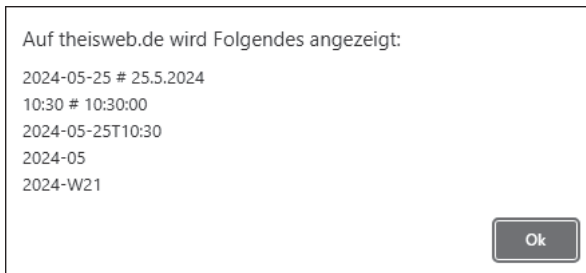 Auf theisweb.de wird Folgendes angezeigt:
2024-05-25 # 25.5.2024
10:30 # 10:30:00
2024-05-25T10:30
2024-05
2024-W21
Ok